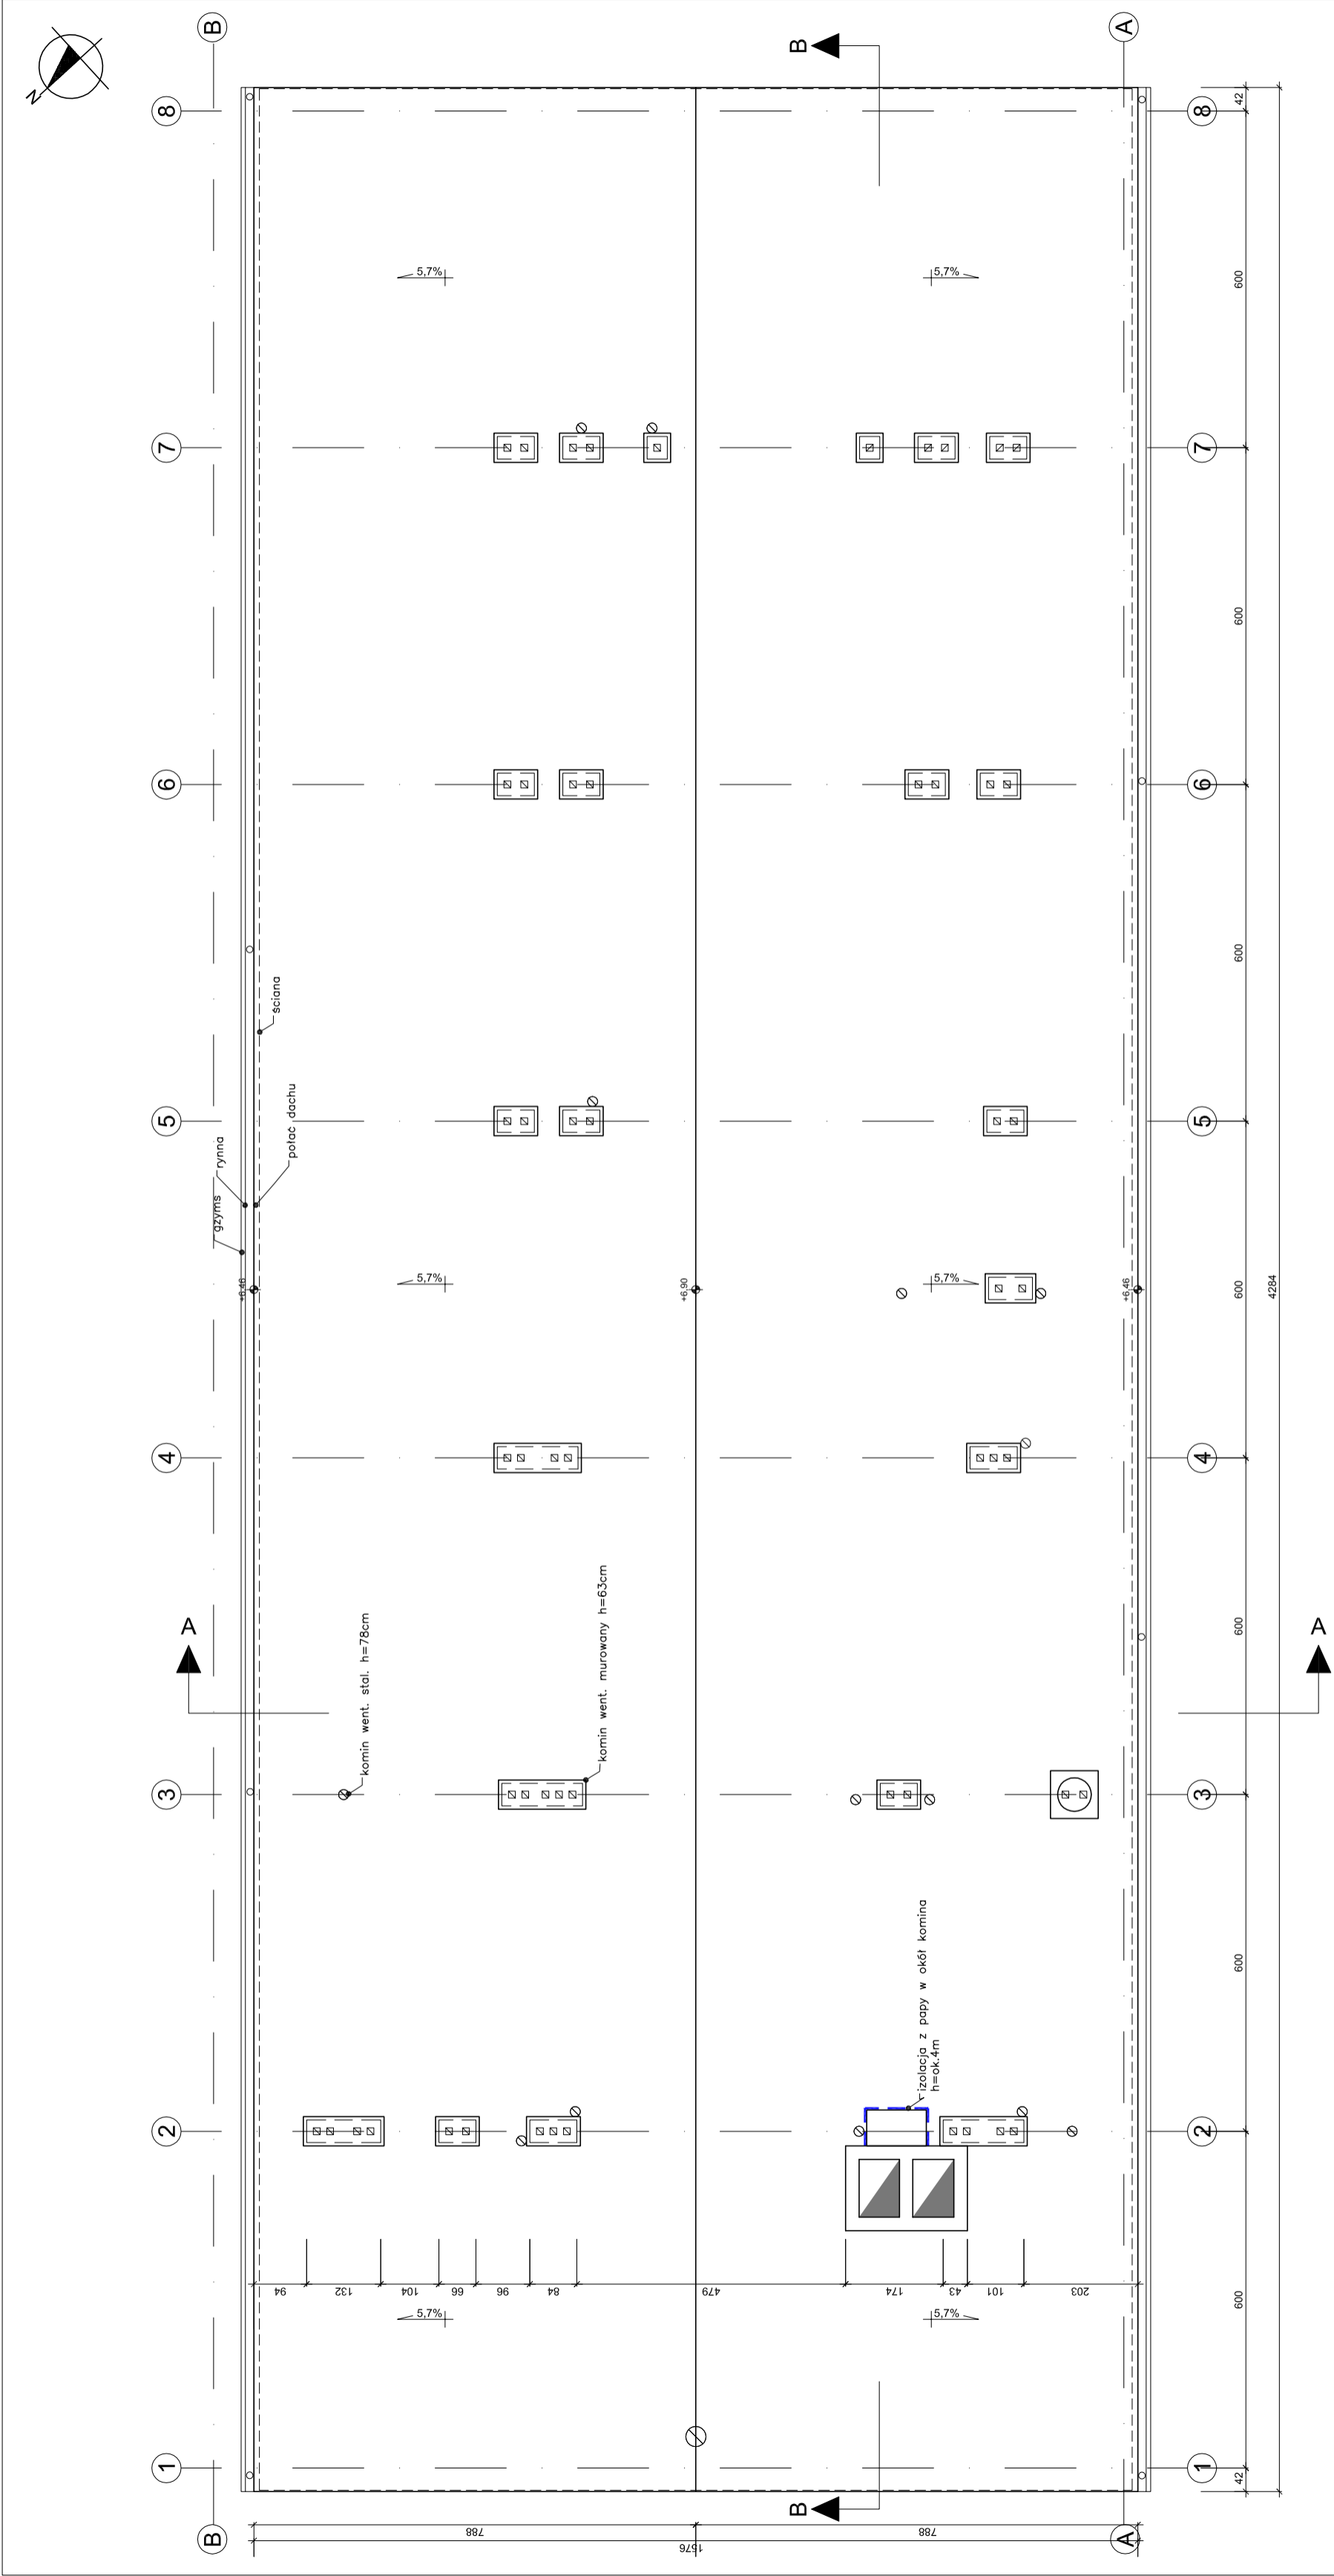 N
B
B
A
8
8
42
5,7%
5,7%
600
7
7
600
6
6
600
ściana
5
5
połać dachu
rynna
gzyms
+6,46
5,7%
+6,90
5,7%
+6,46
600
4284
4
4
A
A
komin went. stal. h=78cm
komin went. murowany h=63cm
600
3
3
izolacja z papy w okół komina
h=ok.4m
600
2
2
94
132
104
66
96
84
479
174
43
101
203
5,7%
5,7%
600
1
1
42
B
B
A
788
788
1576